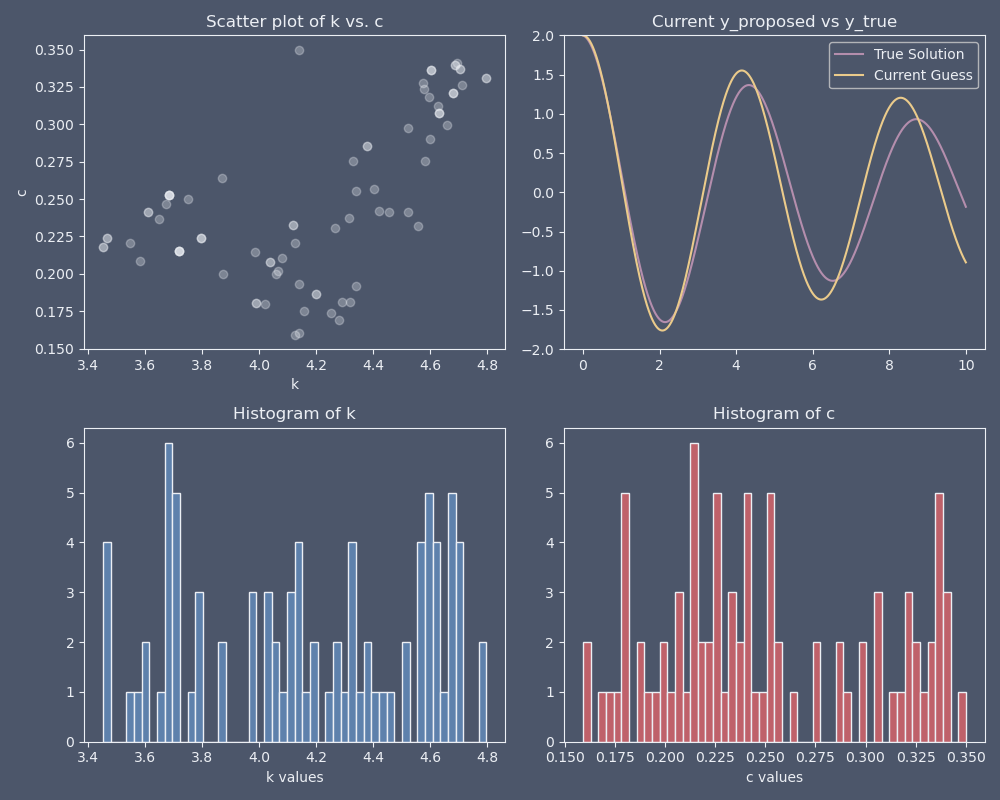 Scatter plot of k vs. c
0.350
0.325
0.300
0.275
0.250
0.225
0.200
0.175
0.150
c
3.4 3.6 3.8 4.0 4.2 4.4 4.6 4.8
k
Current y_proposed vs y_true
2.0
1.5
1.0
0.5
0.0
−0.5
−1.0
−1.5
−2.0
True Solution
Current Guess
0 2 4 6 8 10
Histogram of k
6
5
4
3
2
1
0
3.4 3.6 3.8 4.0 4.2 4.4 4.6 4.8
k values
Histogram of c
6
5
4
3
2
1
0
0.150 0.175 0.200 0.225 0.250 0.275 0.300 0.325 0.350
c values